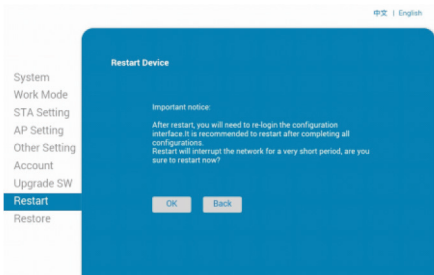 中文 | English
Restart Device
System
Work Mode
STA Setting
AP Setting
Other Setting
Account
Upgrade SW
Restart
Restore
Important notice:
After restart, you will need to re-login the configuration
interface.It is recommended to restart after completing all
configurations.
Restart will interrupt the network for a very short period, are you
sure to restart now?
OK Back